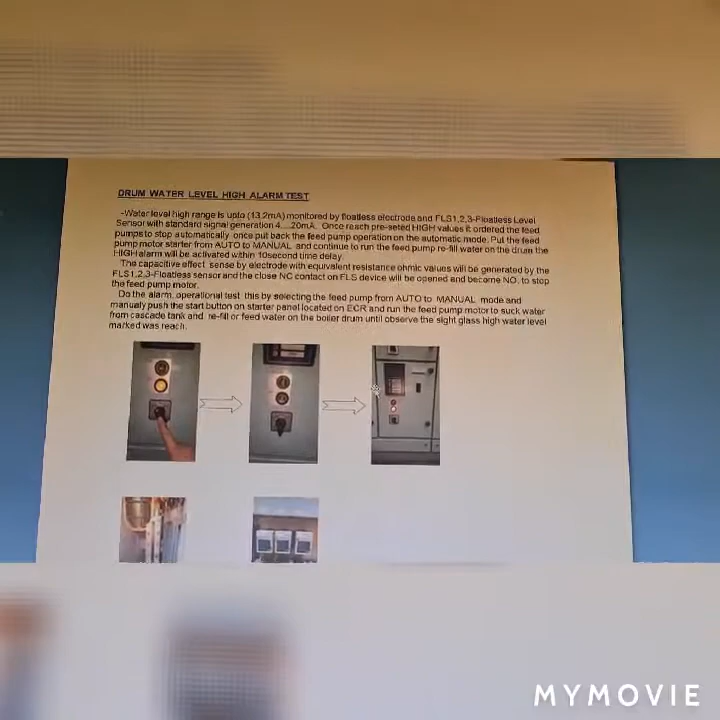 DRUM WATER LEVEL HIGH ALARM TEST
-Water level high range is upto (13.2mA) monitored by floatless electrode and FLS1,2,3-Floatless Level
Sensor with standard signal generation 4....20mA. Once reach pre-seted HIGH values it ordered the feed
pumps to stop automatically once put back the feed pump operation on the automatic mode. Put the feed
pump motor starter from AUTO to MANUAL and continue to run the feed pump re-fill water on the drum the
HIGH alarm will be activated within 10second time delay.
The capacitive effect sense by electrode with equivalent resistance ohmic values will be generated by the
FLS1,2,3-Floatless sensor and the close NC contact on FLS device will be opened and become NO, to stop
the feed pump motor.
Do the alarm operational test this by selecting the feed pump from AUTO to MANUAL mode and
manually push the start button on starter panel located on ECR and run the feed pump motor to suck water
from cascade tank and re-fill or feed water on the boiler drum until observe the sight glass high water level
marked was reach.
MYMOVIE